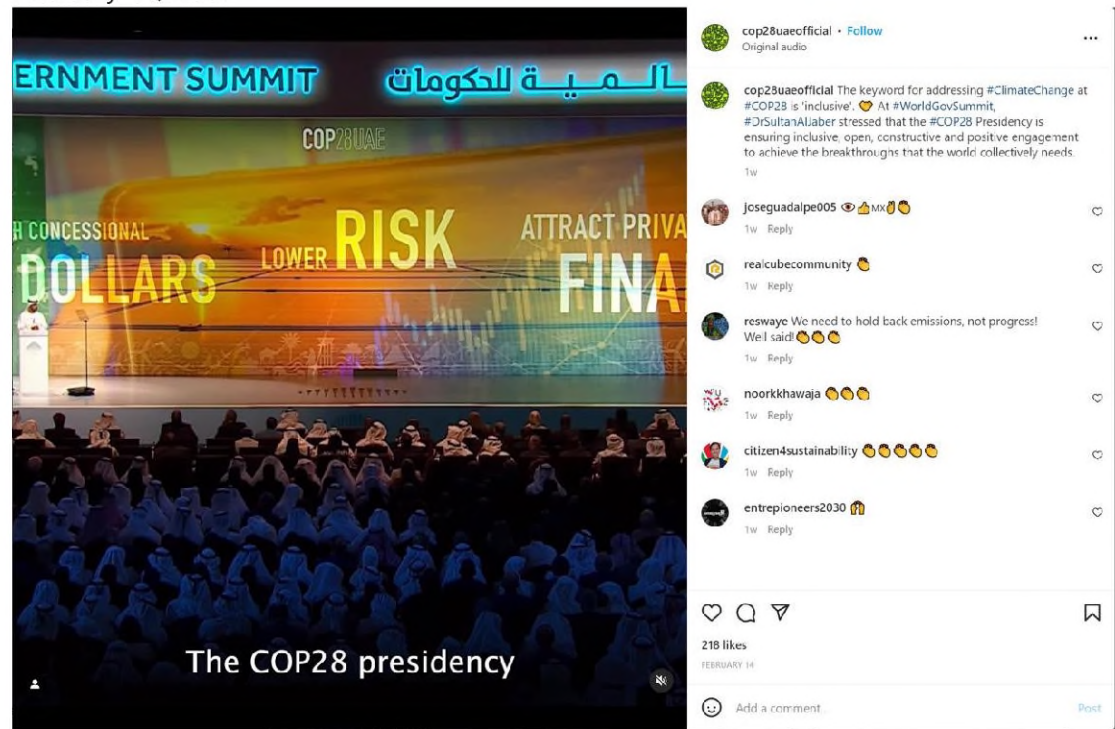 ERNMENT SUMMIT
ـالـمـيـة للحكومات
COP28UAE
H CONCESSIONAL
DOLLARS
LOWER RISK
ATTRACT PRIVA
FINA
The COP28 presidency
cop28uaeofficial • Follow
Original audio
cop28uaeofficial The keyword for addressing #ClimateChange at
#COP28 is 'inclusive'. 🧡 At #WorldGovSummit,
#DrSultanAlJaber stressed that the #COP28 Presidency is
ensuring inclusive, open, constructive and positive engagement
to achieve the breakthroughs that the world collectively needs.
1w
joseguadalpe005 👁👍MX✌👏
1w Reply
realcubecommunity 👏
1w Reply
reswaye We need to hold back emissions, not progress!
Well said!👏👏👏
1w Reply
noorkkhawaja 👏👏👏
1w Reply
citizen4sustainability 👏👏👏👏👏
1w Reply
entrepioneers2030 🙌
1w Reply
218 likes
FEBRUARY 14
Add a comment...
Post